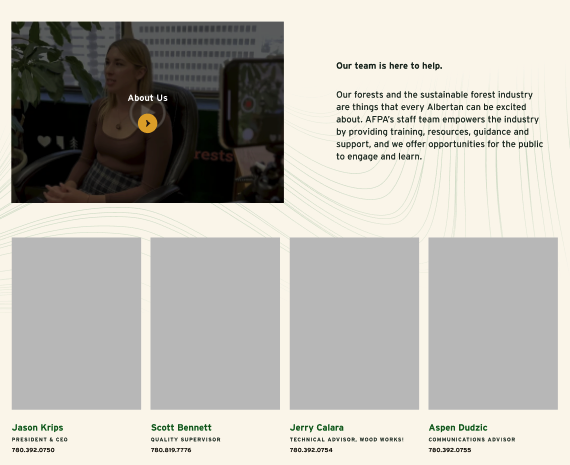 About Us
rests
Our team is here to help.
Our forests and the sustainable forest industry
are things that every Albertan can be excited
about. AFPA's staff team empowers the industry
by providing training, resources, guidance and
support, and we offer opportunities for the public
to engage and learn.
Jason Krips
PRESIDENT & CEO
780.392.0750
Scott Bennett
QUALITY SUPERVISOR
780.819.7776
Jerry Calara
TECHNICAL ADVISOR, WOOD WORKS!
780.392.0754
Aspen Dudzic
COMMUNICATIONS ADVISOR
780.392.0755